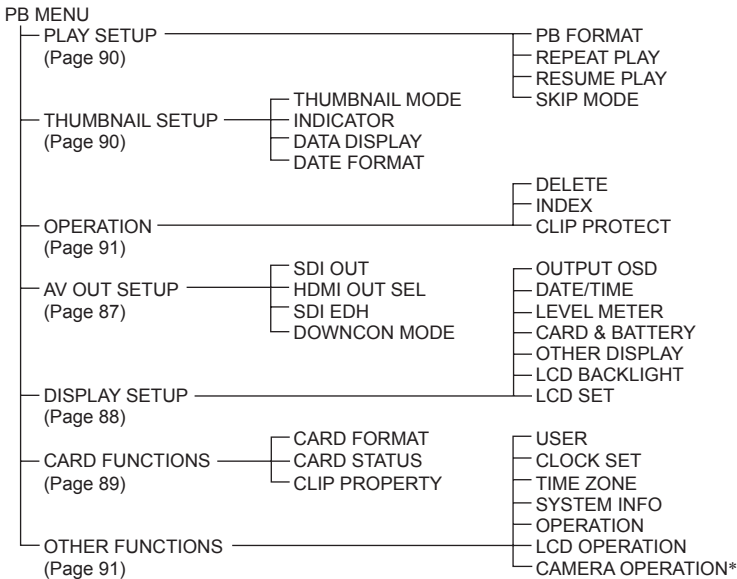 PB MENU
PLAY SETUP
(Page 90)
PB FORMAT
REPEAT PLAY
RESUME PLAY
SKIP MODE
THUMBNAIL SETUP
(Page 90)
THUMBNAIL MODE
INDICATOR
DATA DISPLAY
DATE FORMAT
OPERATION
(Page 91)
DELETE
INDEX
CLIP PROTECT
AV OUT SETUP
(Page 87)
SDI OUT
HDMI OUT SEL
SDI EDH
DOWNCON MODE
DISPLAY SETUP
(Page 88)
OUTPUT OSD
DATE/TIME
LEVEL METER
CARD & BATTERY
OTHER DISPLAY
LCD BACKLIGHT
LCD SET
CARD FUNCTIONS
(Page 89)
CARD FORMAT
CARD STATUS
CLIP PROPERTY
OTHER FUNCTIONS
(Page 91)
USER
CLOCK SET
TIME ZONE
SYSTEM INFO
OPERATION
LCD OPERATION
CAMERA OPERATION*